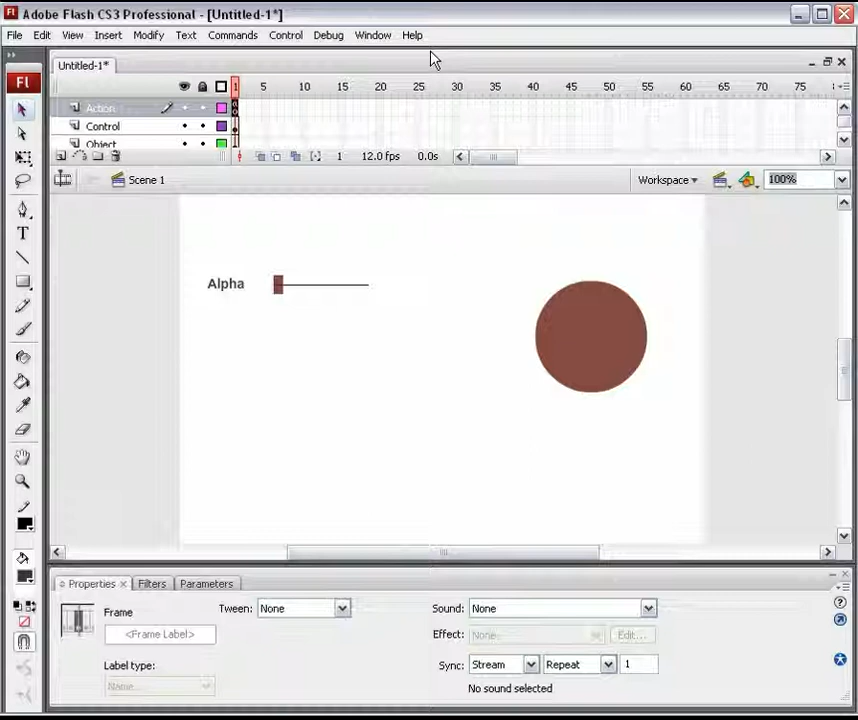 Fl Adobe Flash CS3 Professional - [Untitled-1*]
File Edit View Insert Modify Text Commands Control Debug Window Help
Untitled-1*
Fl
1 5 10 15 20 25 30 35 40 45 50 55 60 65 70 75
Action
Control
Object
1 12.0 fps 0.0s
Scene 1 Workspace 100%
T
Alpha
Properties x Filters Parameters
Frame Tween: None Sound: None
<Frame Label> Effect: None... Edit...
Label type: Sync: Stream Repeat 1
Name...
No sound selected